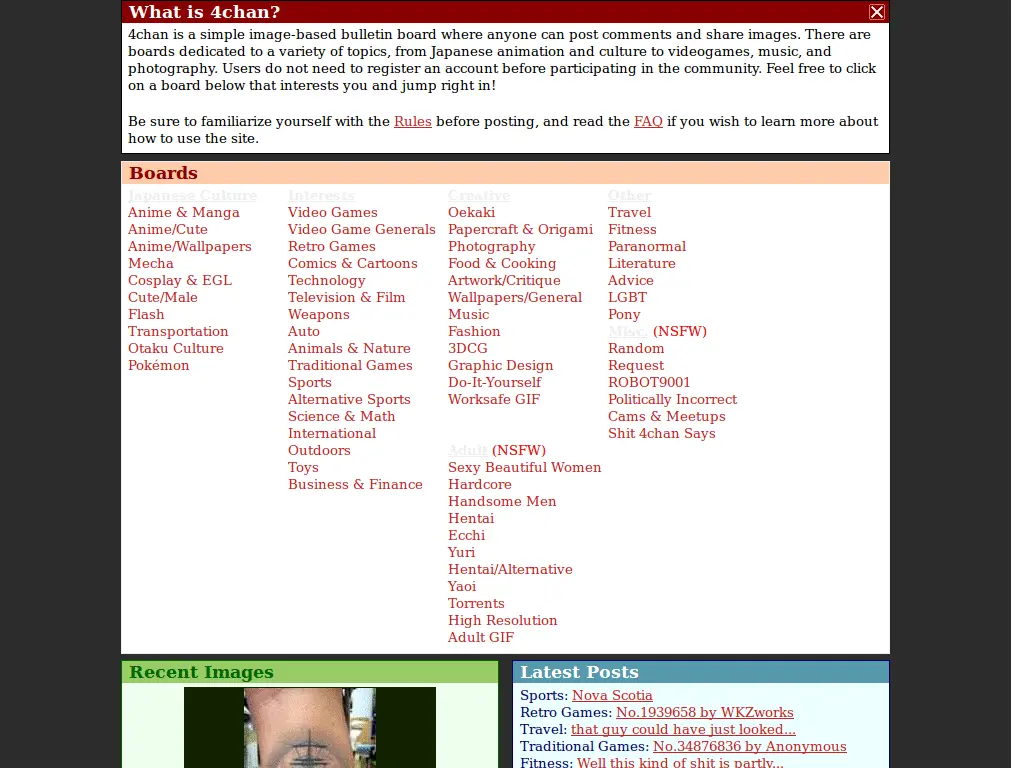 What is 4chan?
4chan is a simple image-based bulletin board where anyone can post comments and share images. There are
boards dedicated to a variety of topics, from Japanese animation and culture to videogames, music, and
photography. Users do not need to register an account before participating in the community. Feel free to click
on a board below that interests you and jump right in!
Be sure to familiarize yourself with the Rules before posting, and read the FAQ if you wish to learn more about
how to use the site.
Boards
Japanese Culture
Anime & Manga
Anime/Cute
Anime/Wallpapers
Mecha
Cosplay & EGL
Cute/Male
Flash
Transportation
Otaku Culture
Pokémon
Interests
Video Games
Video Game Generals
Retro Games
Comics & Cartoons
Technology
Television & Film
Weapons
Auto
Animals & Nature
Traditional Games
Sports
Alternative Sports
Science & Math
International
Outdoors
Toys
Business & Finance
Creative
Oekaki
Papercraft & Origami
Photography
Food & Cooking
Artwork/Critique
Wallpapers/General
Music
Fashion
3DCG
Graphic Design
Do-It-Yourself
Worksafe GIF
Adult (NSFW)
Sexy Beautiful Women
Hardcore
Handsome Men
Hentai
Ecchi
Yuri
Hentai/Alternative
Yaoi
Torrents
High Resolution
Adult GIF
Other
Travel
Fitness
Paranormal
Literature
Advice
LGBT
Pony
Misc. (NSFW)
Random
Request
ROBOT9001
Politically Incorrect
Cams & Meetups
Shit 4chan Says
Recent Images
Latest Posts
Sports: Nova Scotia
Retro Games: No.1939658 by WKZworks
Travel: that guy could have just looked...
Traditional Games: No.34876836 by Anonymous
Fitness: Well this kind of shit is partly...